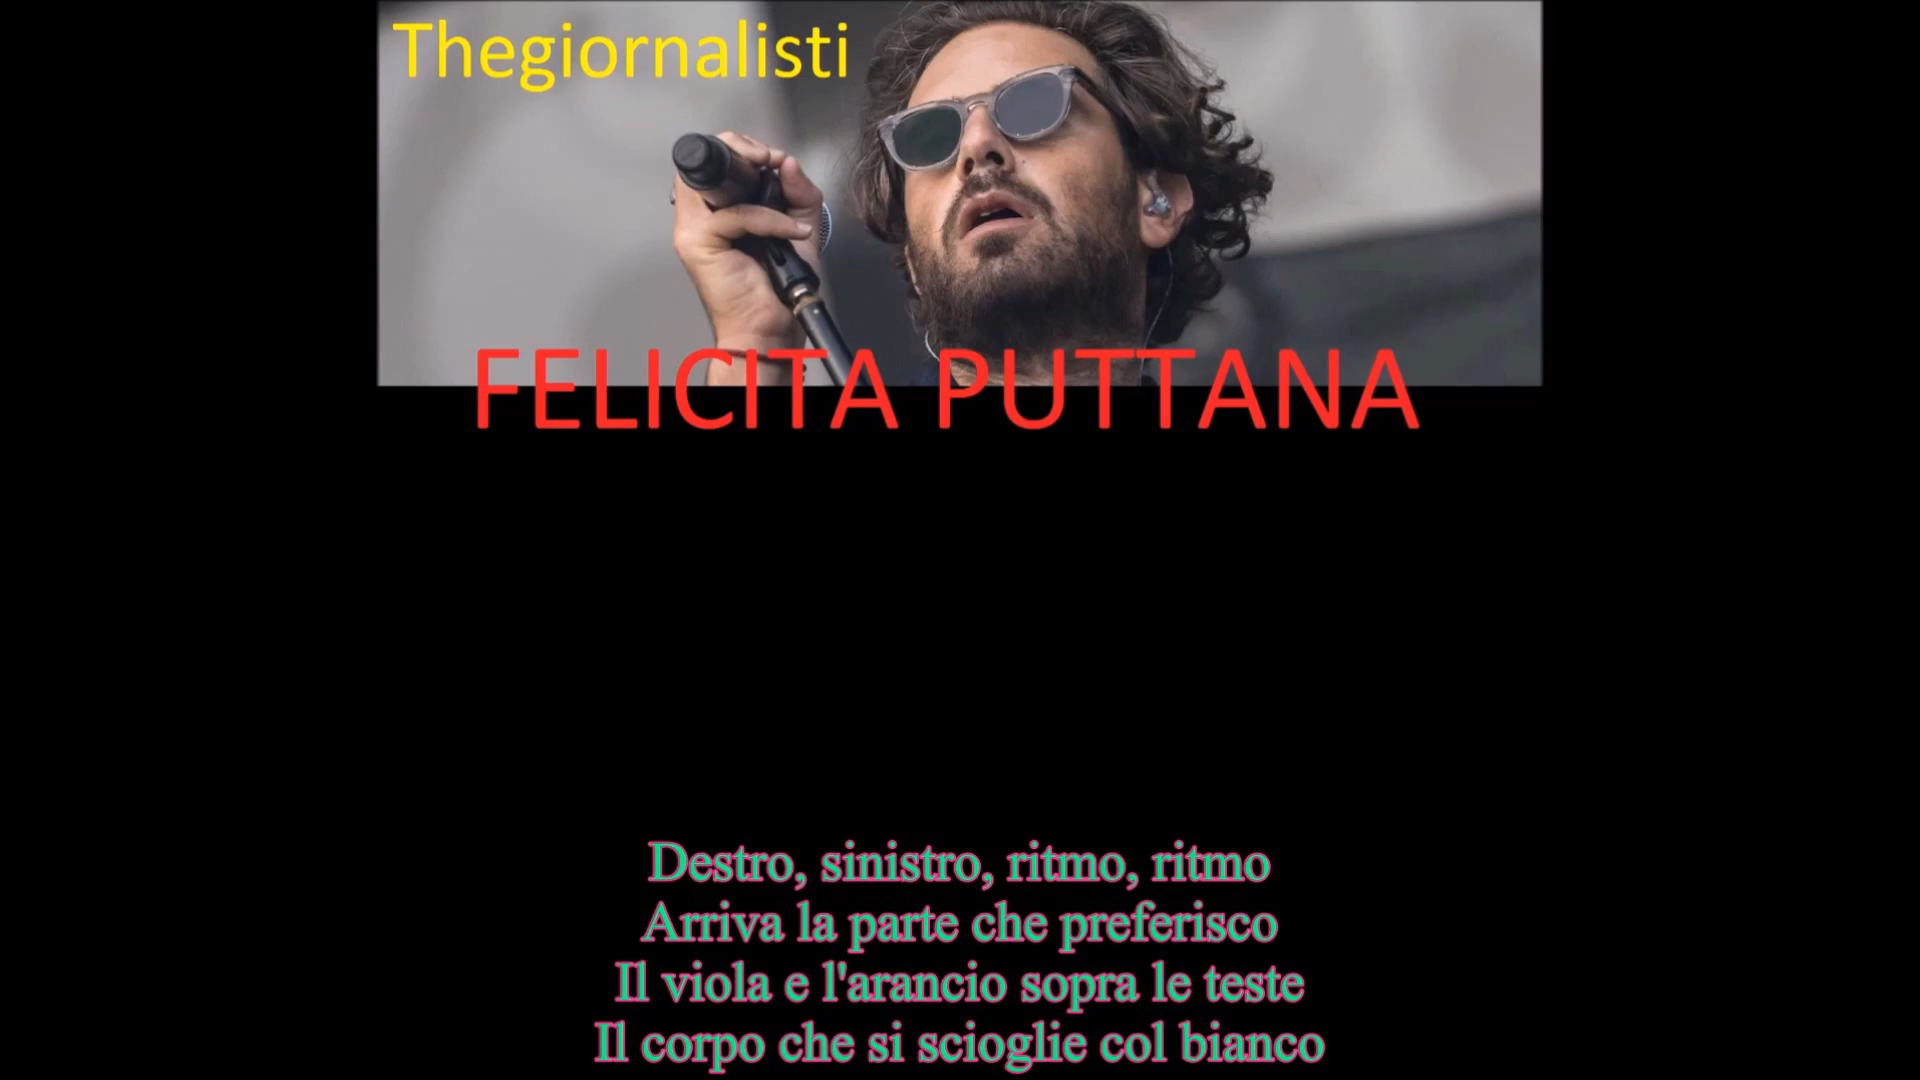 Thegiornalisti
FELICITA PUTTANA
Destro, sinistro, ritmo, ritmo
Arriva la parte che preferisco
Il viola e l'arancio sopra le teste
Il corpo che si scioglie col bianco